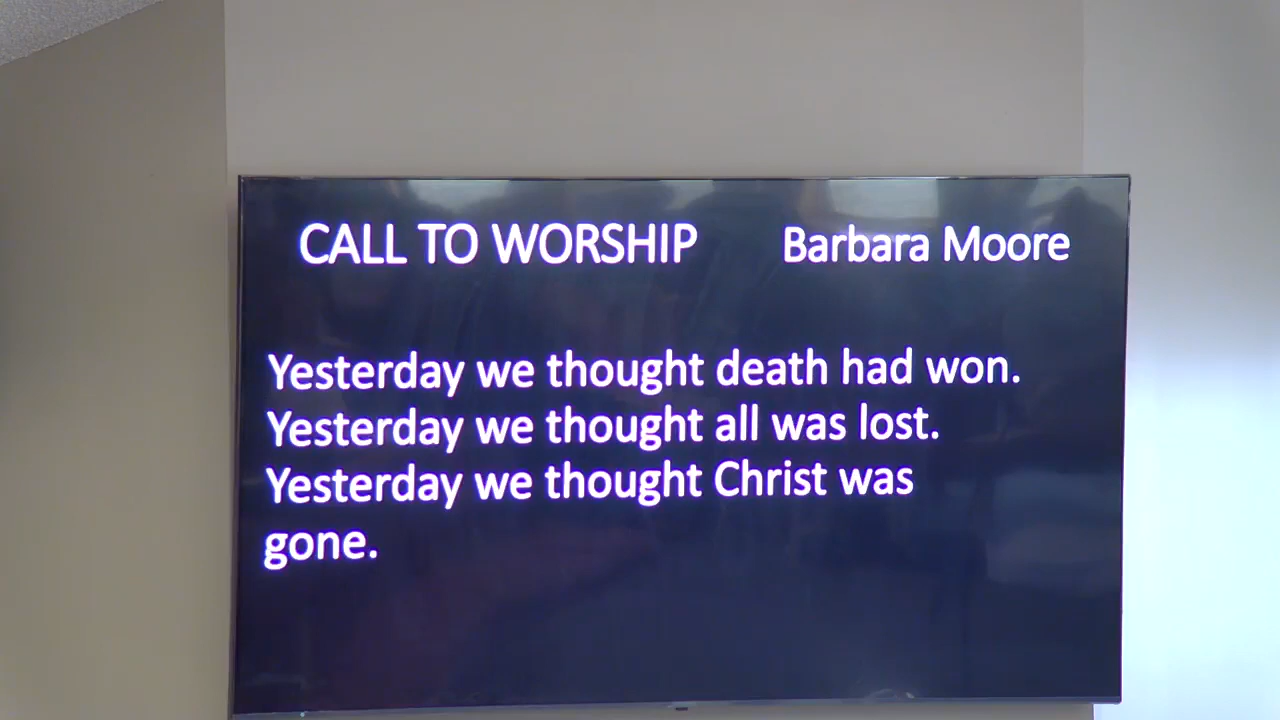 CALL TO WORSHIP Barbara Moore
Yesterday we thought death had won.
Yesterday we thought all was lost.
Yesterday we thought Christ was
gone.